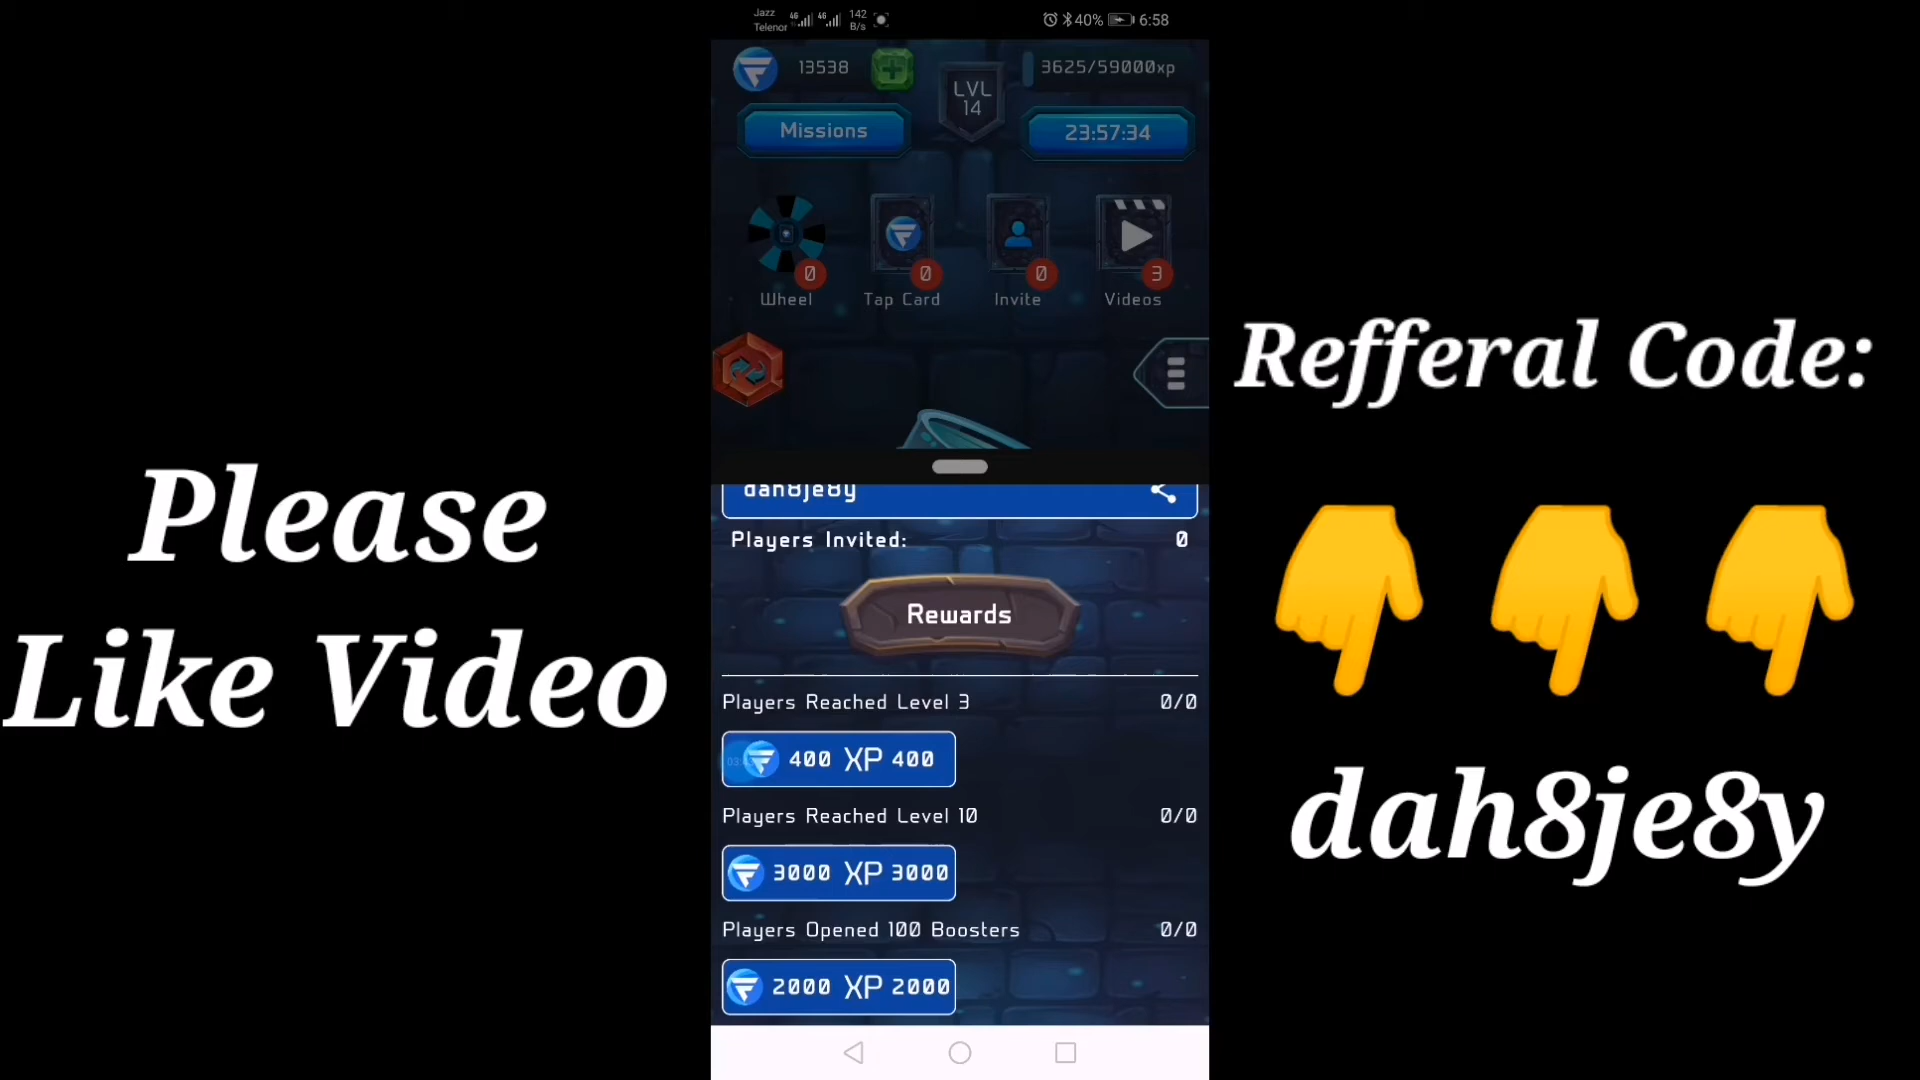 Jazz
Telenor
4G
4G
142
B/s
40%
6:58
13538
LVL
14
3625/59000xp
Missions
23:57:34
0
0
0
3
Wheel
Tap Card
Invite
Videos
dah8je8y
Players Invited:
0
Rewards
Players Reached Level 3
0/0
400 XP 400
Players Reached Level 10
0/0
3000 XP 3000
Players Opened 100 Boosters
0/0
2000 XP 2000
Please
Like Video
Refferal Code:
dah8je8y